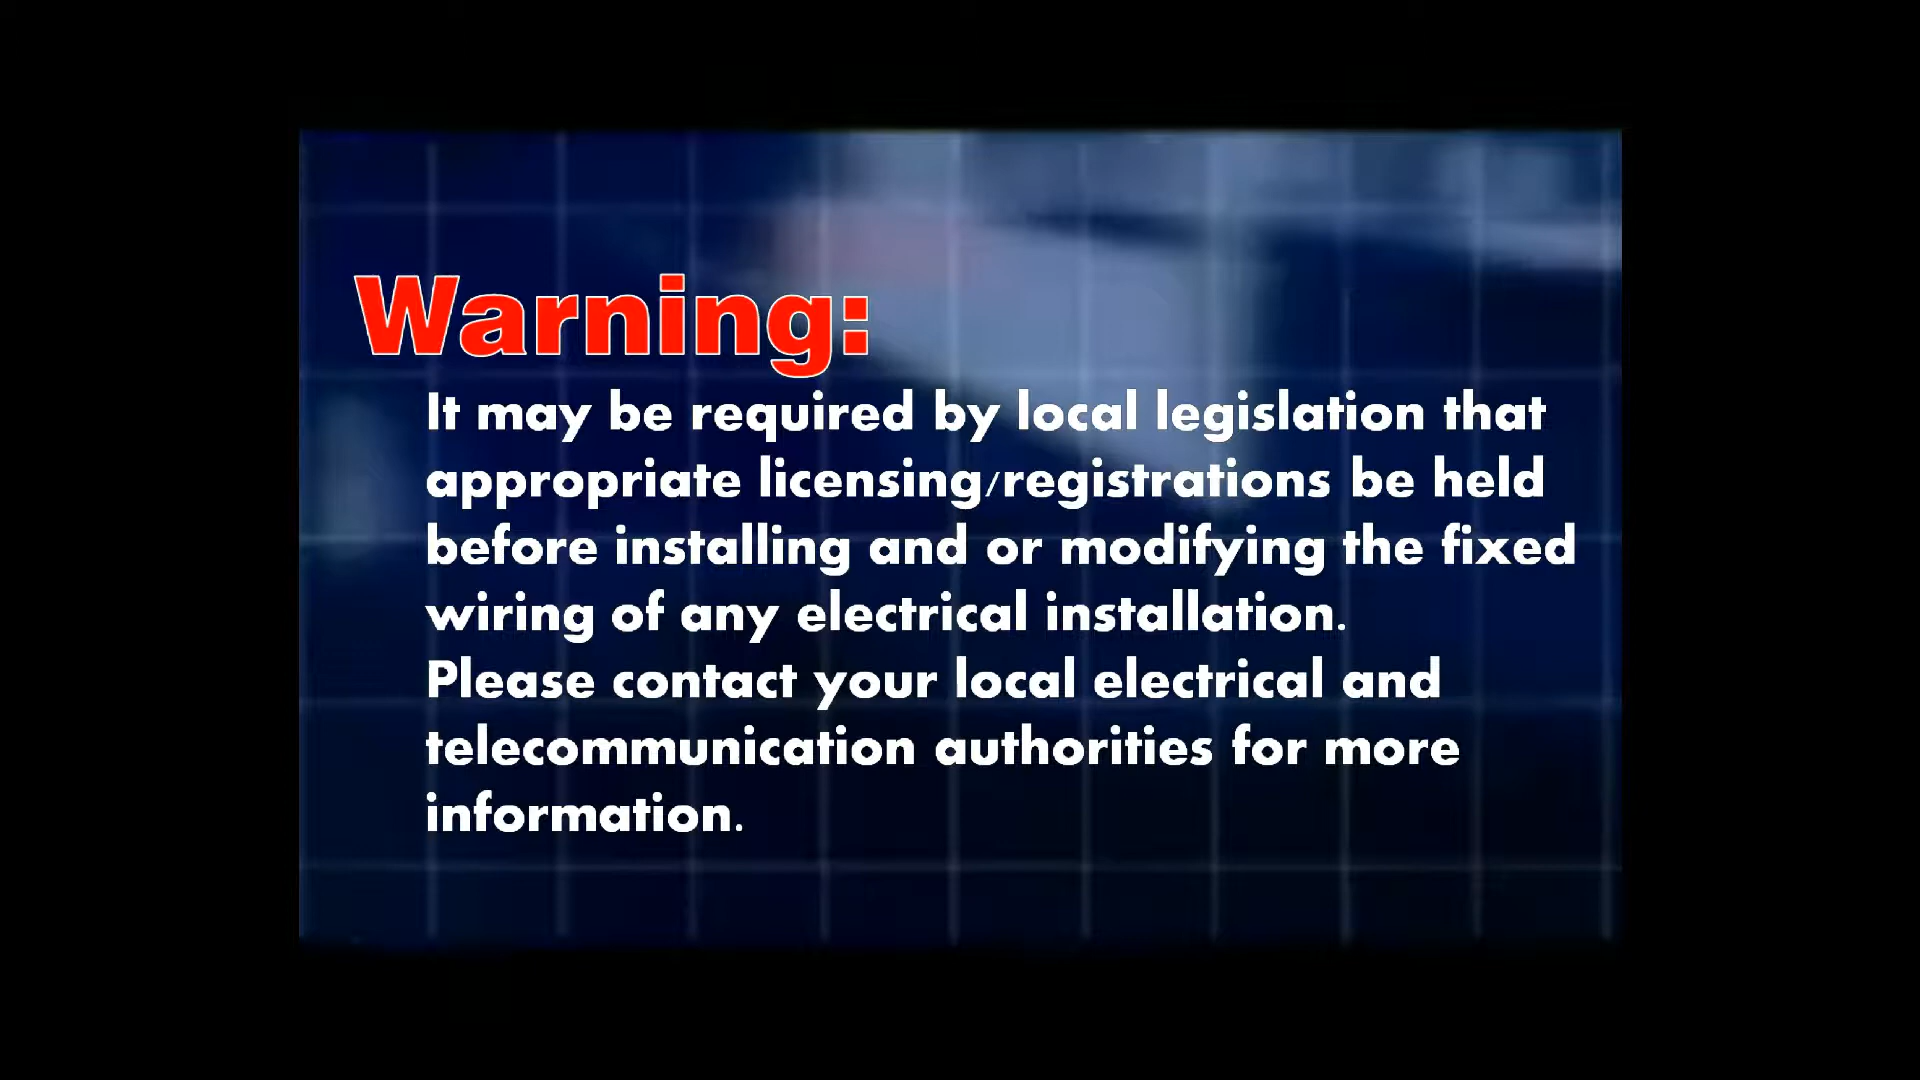 Warning:
It may be required by local legislation that
appropriate licensing/registrations be held
before installing and or modifying the fixed
wiring of any electrical installation.
Please contact your local electrical and
telecommunication authorities for more
information.